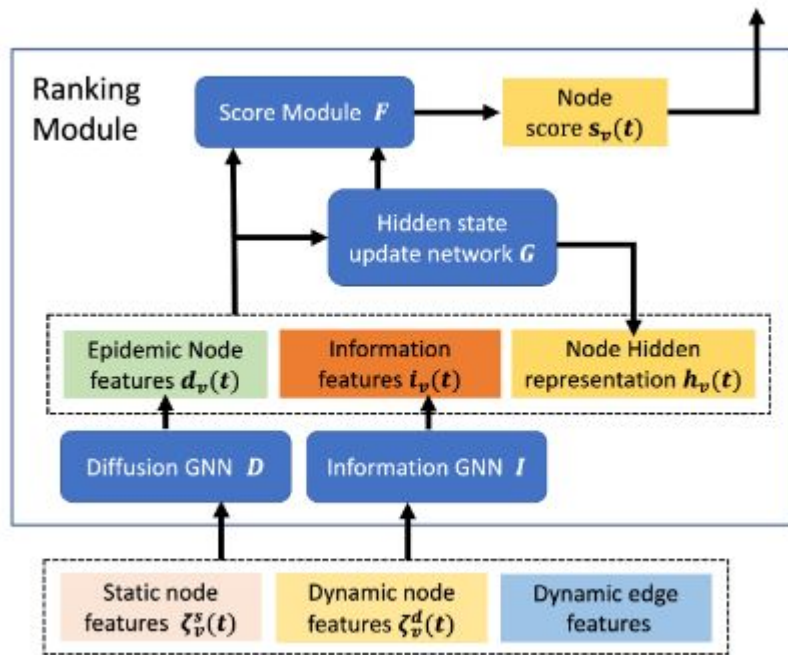 Ranking
Module
Score Module F
Node
score s_v(t)
Hidden state
update network G
Epidemic Node
features d_v(t)
Information
features i_v(t)
Node Hidden
representation h_v(t)
Diffusion GNN D
Information GNN I
Static node
features ζ_v^s(t)
Dynamic node
features ζ_v^d(t)
Dynamic edge
features